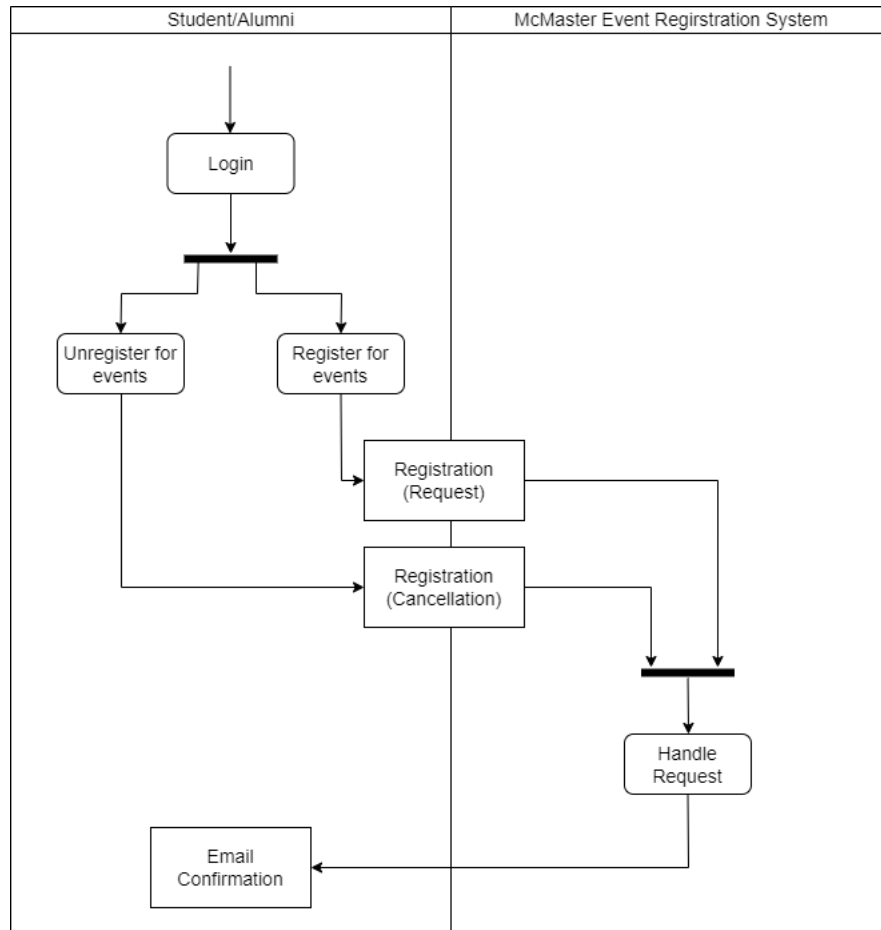 Student/Alumni
McMaster Event Regirstration System
Login
Unregister for
events
Register for
events
Registration
(Request)
Registration
(Cancellation)
Handle
Request
Email
Confirmation